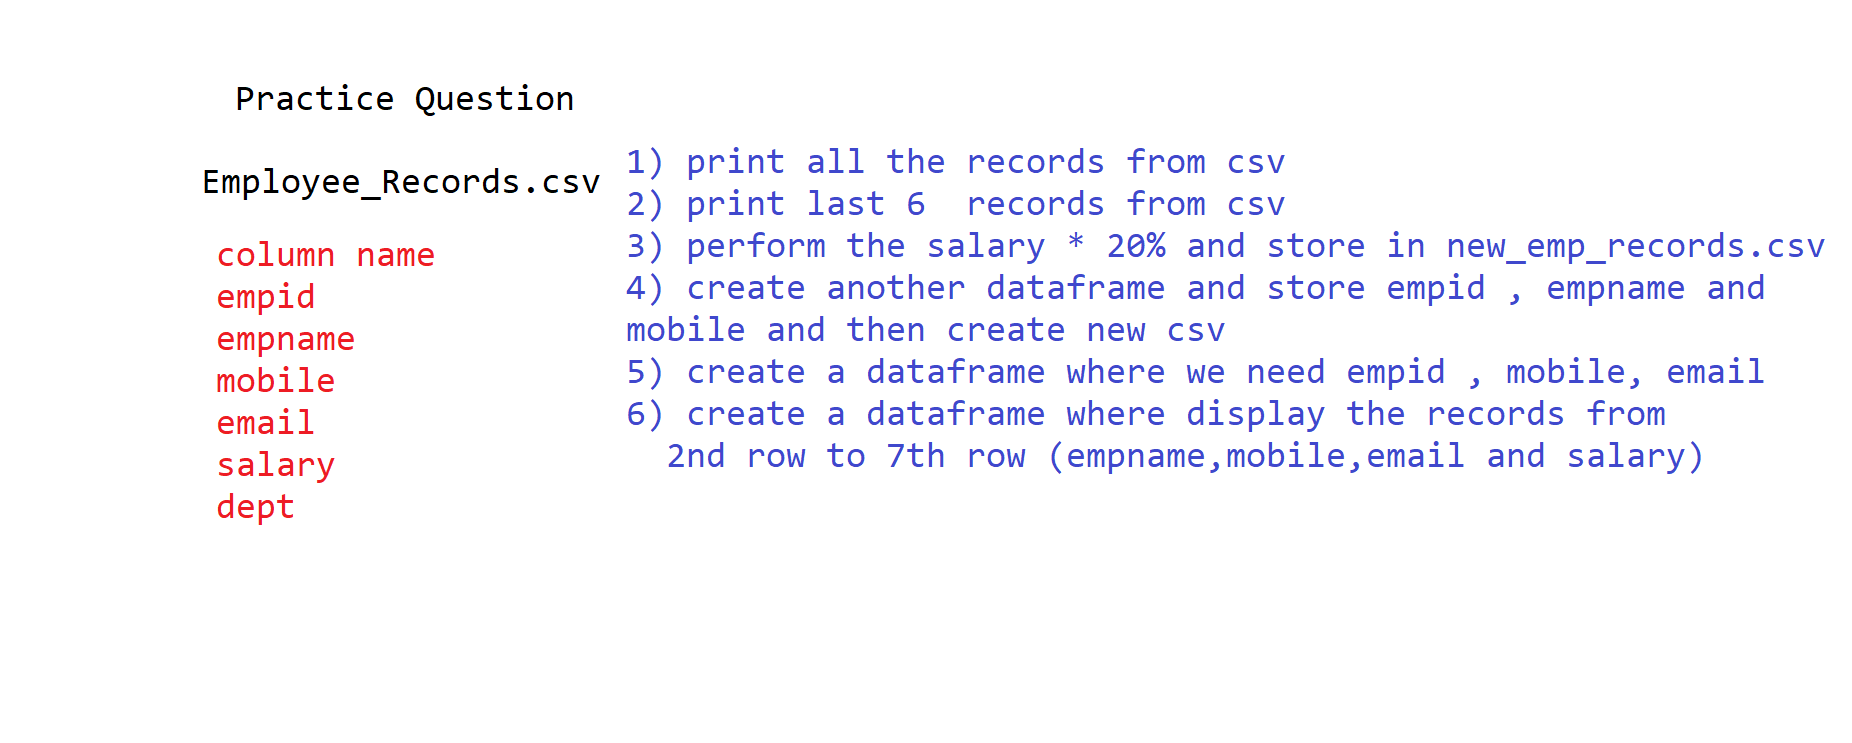 Practice Question
Employee_Records.csv
column name
empid
empname
mobile
email
salary
dept
1) print all the records from csv
2) print last 6  records from csv
3) perform the salary * 20% and store in new_emp_records.csv
4) create another dataframe and store empid , empname and
mobile and then create new csv
5) create a dataframe where we need empid , mobile, email
6) create a dataframe where display the records from
2nd row to 7th row (empname,mobile,email and salary)